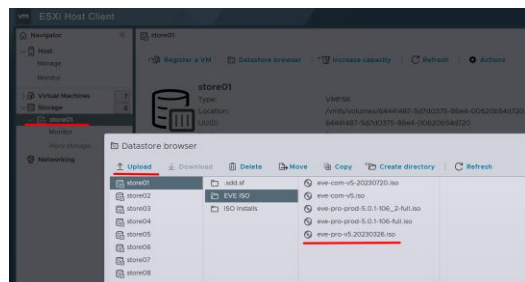 vm ESXi Host Client
Navigator
store01
Host
Manage
Monitor
Register a VM
Datastore browser
Increase capacity
Refresh
Actions
Virtual Machines 7
Storage
store01
Monitor
More storage...
Networking
store01
Type: VMFS6
Location:
UUID:
Datastore browser
Upload
Download
Delete
Move
Copy
Create directory
Refresh
store01
store02
store03
store04
store05
store06
store07
store08
.sdd.sf
EVE ISO
ISO Installs
eve-com-v5-20230720.iso
eve-com-v5.iso
eve-pro-prod-5.0.1-106_2-full.iso
eve-pro-prod-5.0.1-106-full.iso
eve-pro-v5.20230326.iso